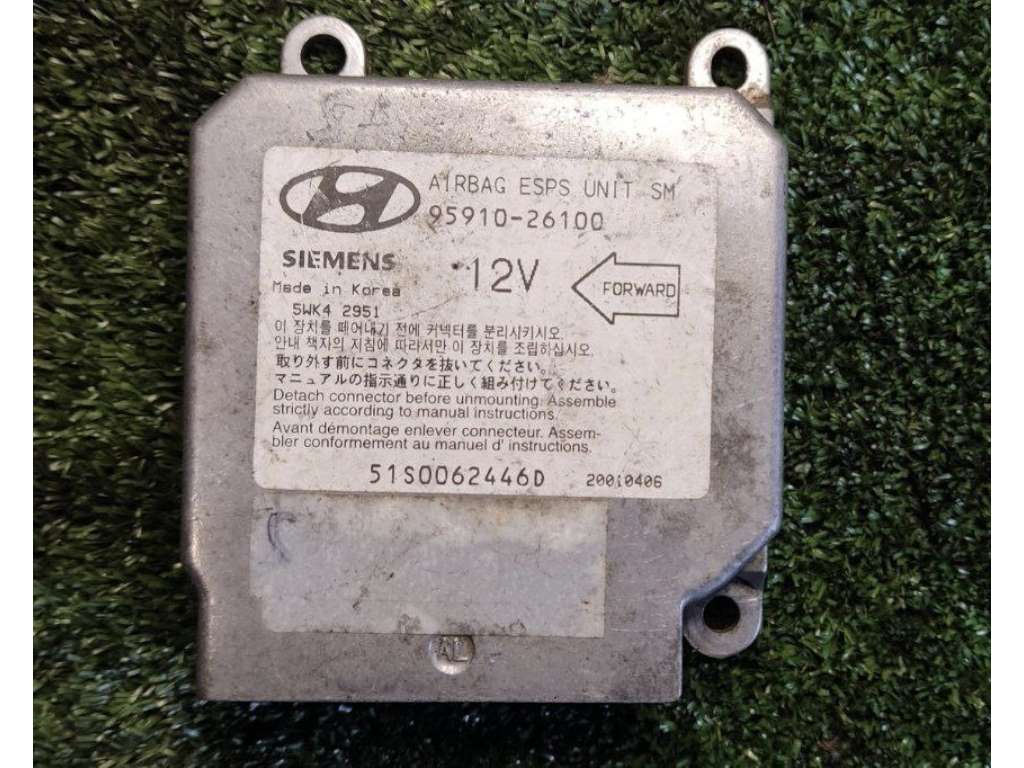 AIRBAG ESPS UNIT SM
95910-26100
SIEMENS
12V
FORWARD
Made in Korea
5WK4 2951
이 장치를 떼어내기 전에 커넥터를 분리시키시오.
안내 책자의 지침에 따라서만 이 장치를 조립하십시오.
取り外す前にコネクタを抜いてください。
マニュアルの指示通りに正しく組み付けてください。
Detach connector before unmounting. Assemble
strictly according to manual instructions.
Avant démontage enlever connecteur. Assem-
bler conformement au manuel d' instructions.
51S0062446D
20010406